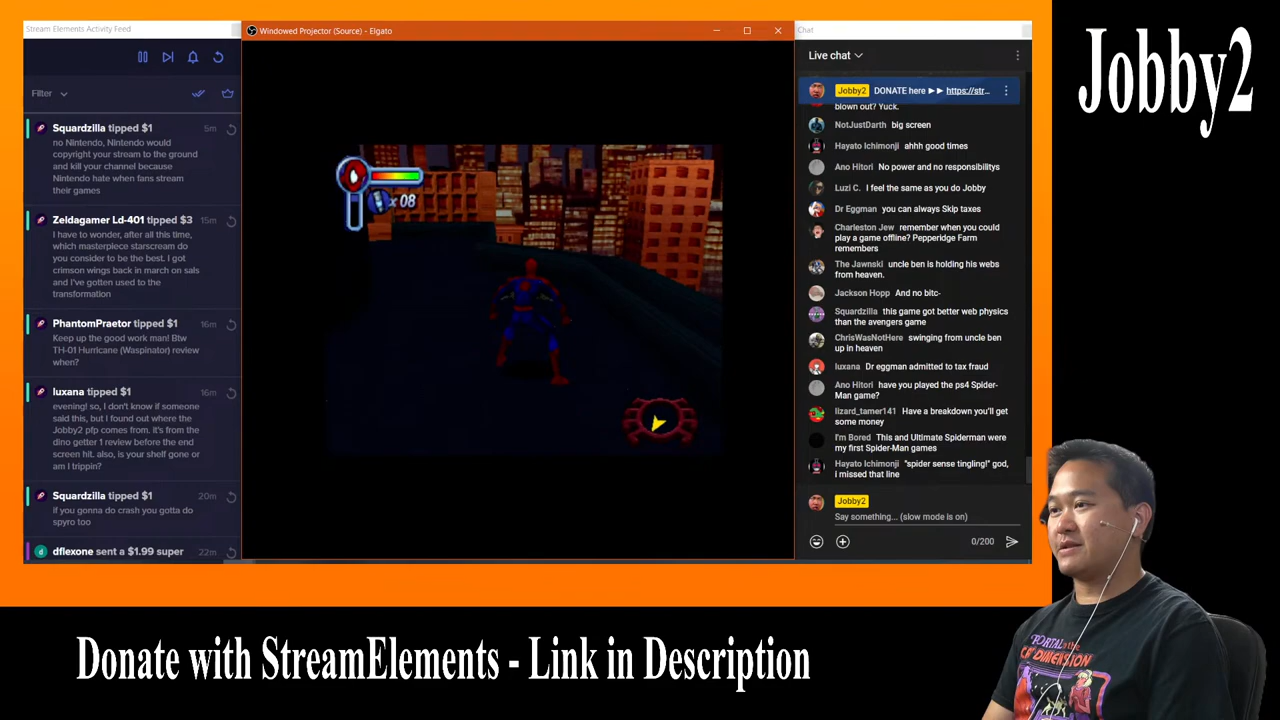 Stream Elements Activity Feed
Filter
Squardzilla tipped $1
5m
no Nintendo, Nintendo would
copyright your stream to the ground
and kill your channel because
Nintendo hate when fans stream
their games
Zeldagamer Ld-401 tipped $3
15m
I have to wonder, after all this time,
which masterpiece starscream do
you consider to be the best. I got
crimson wings back in march on sals
and I've gotten used to the
transformation
PhantomPraetor tipped $1
16m
Keep up the good work man! Btw
TH-01 Hurricane (Waspinator) review
when?
luxana tipped $1
16m
evening! so, I don't know if someone
said this, but I found out where the
Jobby2 pfp comes from. it's from the
dino getter 1 review before the end
screen hit. also, is your shelf gone or
am I trippin?
Squardzilla tipped $1
20m
if you gonna do crash you gotta do
spyro too
dflexone sent a $1.99 super
22m
Windowed Projector (Source) - Elgato
x 08
Chat
Live chat
Jobby2 DONATE here ►► https://str...
blown out? Yuck.
NotJustDarth big screen
Hayato Ichimonji ahhh good times
Ano Hitori No power and no responsibilitys
Luzi C. I feel the same as you do Jobby
Dr Eggman you can always Skip taxes
Charleston Jew remember when you could
play a game offline? Pepperidge Farm
remembers
The Jawnski uncle ben is holding his webs
from heaven.
Jackson Hopp And no bitc-
Squardzilla this game got better web physics
than the avengers game
ChrisWasNotHere swinging from uncle ben
up in heaven
luxana Dr eggman admitted to tax fraud
Ano Hitori have you played the ps4 Spider-
Man game?
lizard_tamer141 Have a breakdown you'll get
some money
I'm Bored This and Ultimate Spiderman were
my first Spider-Man games
Hayato Ichimonji "spider sense tingling!" god,
i missed that line
Jobby2
Say something... (slow mode is on)
0/200
Jobby2
PORTAL to the
DIMENSION
Donate with StreamElements - Link in Description